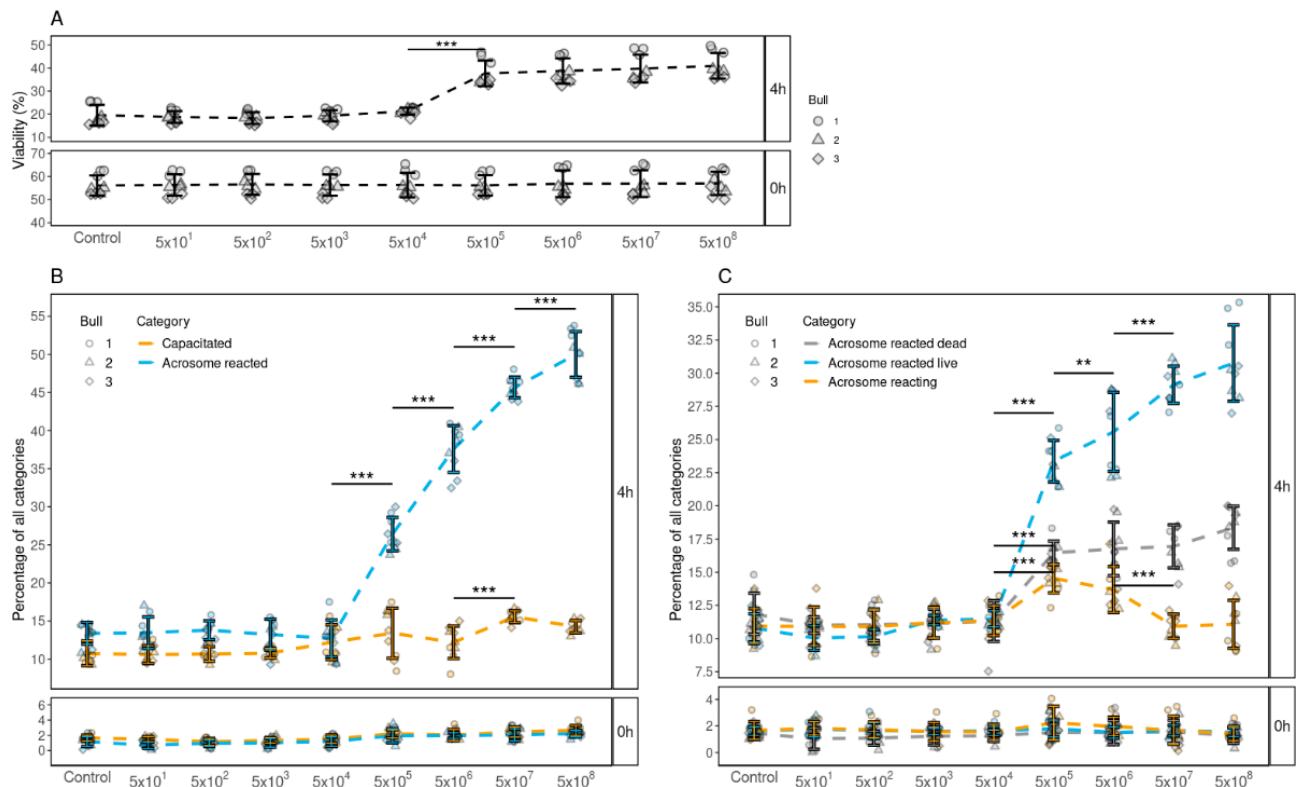 A
Viability (%)
50
40
30
20
10
***
4h
70
60
50
40
0h
Control 5x10¹ 5x10² 5x10³ 5x10⁴ 5x10⁵ 5x10⁶ 5x10⁷ 5x10⁸
Bull
1
2
3
B
Percentage of all categories
55
50
45
40
35
30
25
20
15
10
Bull Category
1 Capacitated
2 Acrosome reacted
3
***
***
***
***
***
4h
6
4
2
0
0h
Control 5x10¹ 5x10² 5x10³ 5x10⁴ 5x10⁵ 5x10⁶ 5x10⁷ 5x10⁸
C
Percentage of all categories
35.0
32.5
30.0
27.5
25.0
22.5
20.0
17.5
15.0
12.5
10.0
7.5
Bull Category
1 Acrosome reacted dead
2 Acrosome reacted live
3 Acrosome reacting
***
**
***
***
***
***
4h
4
2
0
0h
Control 5x10¹ 5x10² 5x10³ 5x10⁴ 5x10⁵ 5x10⁶ 5x10⁷ 5x10⁸